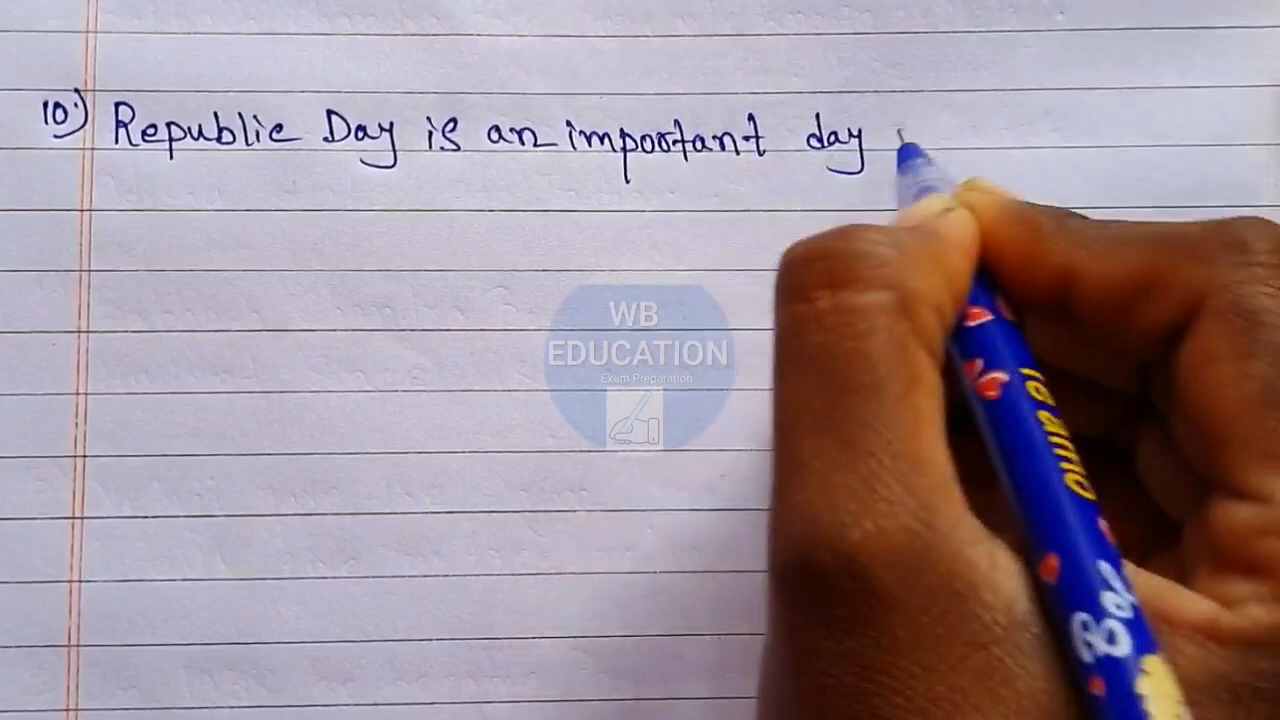 10.) Republic Day is an important day
WB
EDUCATION
Exam Preparation